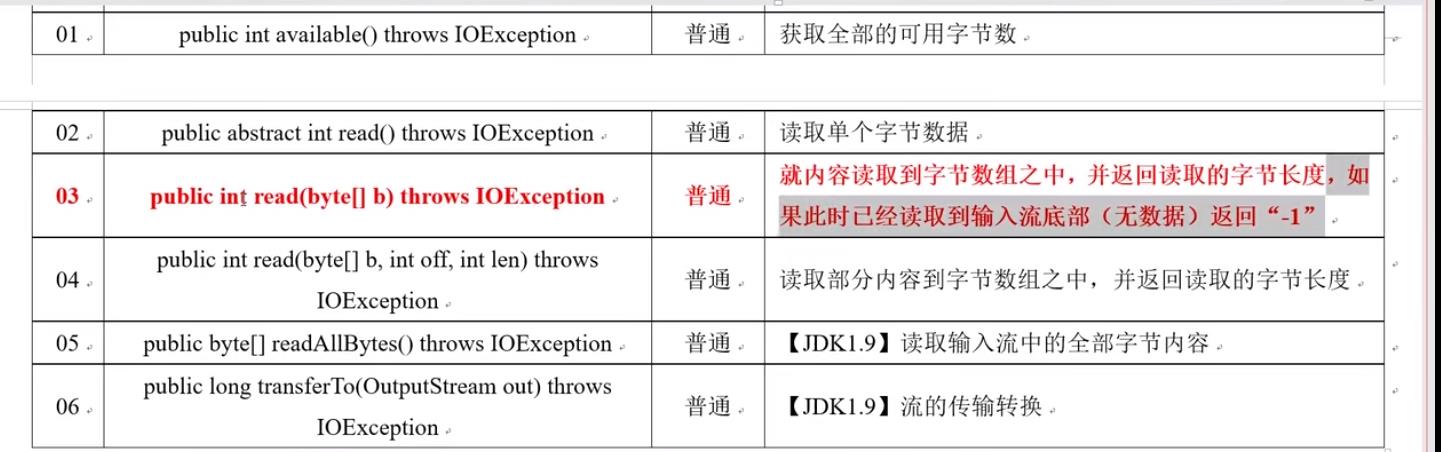 01 public int available() throws IOException 普通 获取全部的可用字节数
02 public abstract int read() throws IOException 普通 读取单个字节数据
03 public int read(byte[] b) throws IOException 普通 就内容读取到字节数组之中，并返回读取的字节长度，如
果此时已经读取到输入流底部（无数据）返回“-1”
04 public int read(byte[] b, int off, int len) throws
IOException 普通 读取部分内容到字节数组之中，并返回读取的字节长度
05 public byte[] readAllBytes() throws IOException 普通 【JDK1.9】读取输入流中的全部字节内容
06 public long transferTo(OutputStream out) throws
IOException 普通 【JDK1.9】流的传输转换